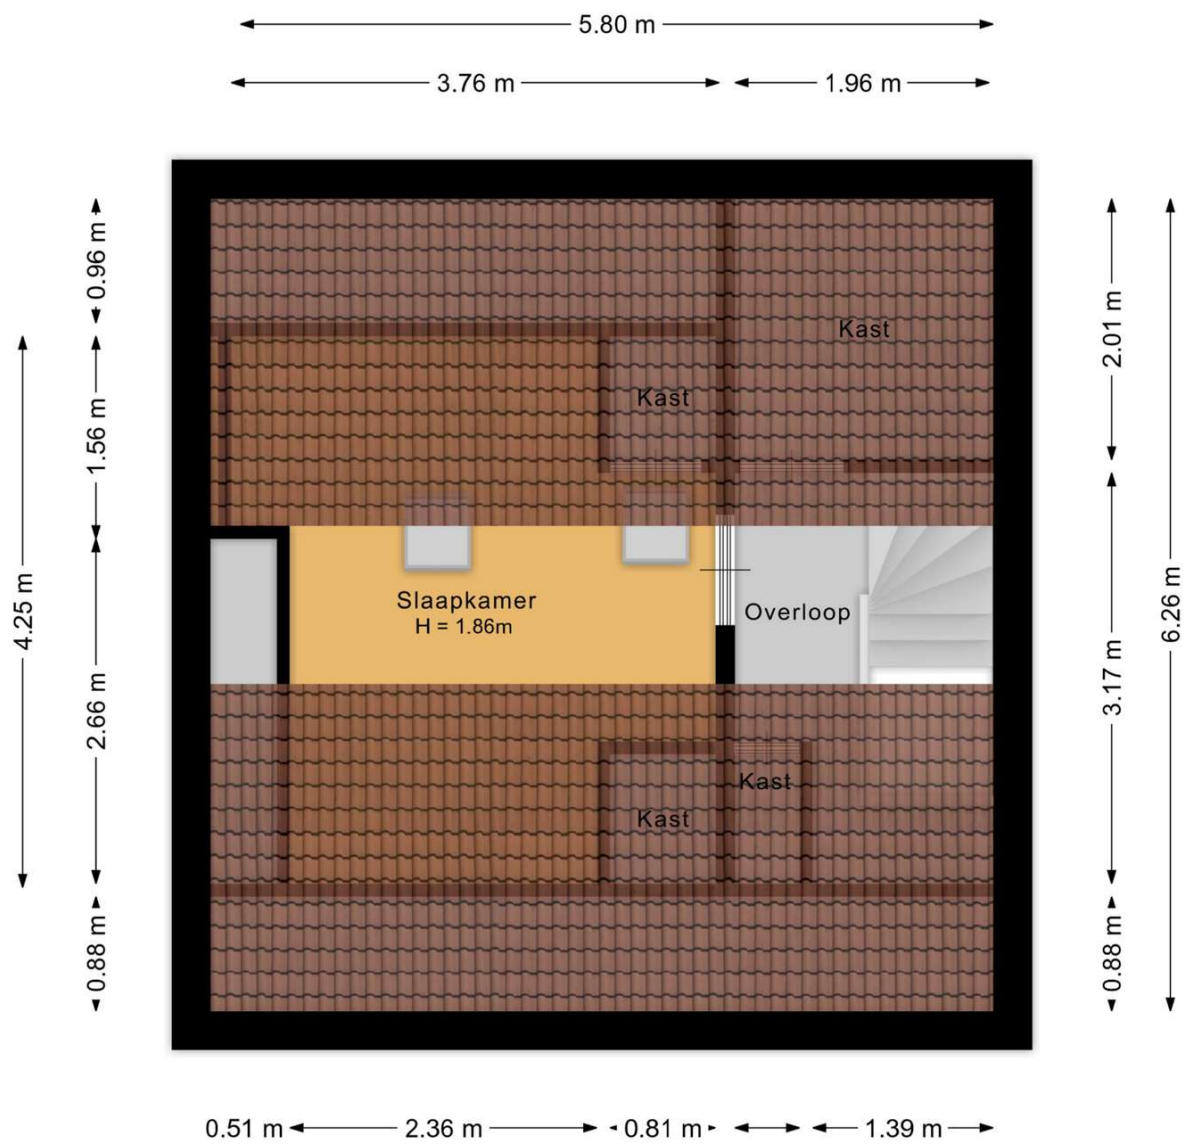 5.80 m
3.76 m
1.96 m
0.96 m
1.56 m
4.25 m
2.66 m
0.88 m
Kast
Kast
Slaapkamer
H = 1.86m
Overloop
Kast
Kast
2.01 m
6.26 m
3.17 m
0.88 m
0.51 m
2.36 m
0.81 m
1.39 m